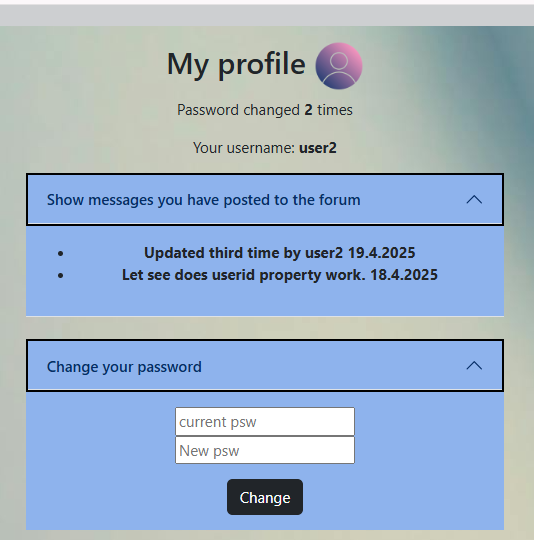 My profile
Password changed 2 times
Your username: user2
Show messages you have posted to the forum
Updated third time by user2 19.4.2025
Let see does userid property work. 18.4.2025
Change your password
current psw
New psw
Change